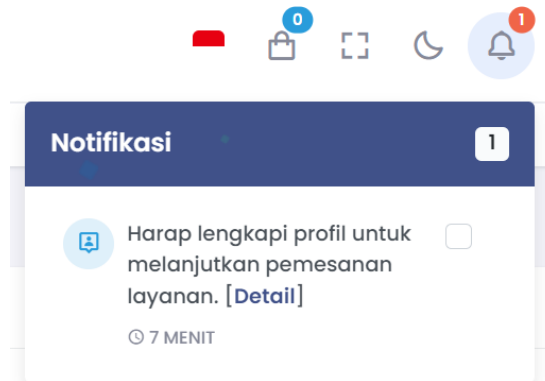 0
1
Notifikasi
1
Harap lengkapi profil untuk
melanjutkan pemesanan
layanan. [Detail]
7 MENIT